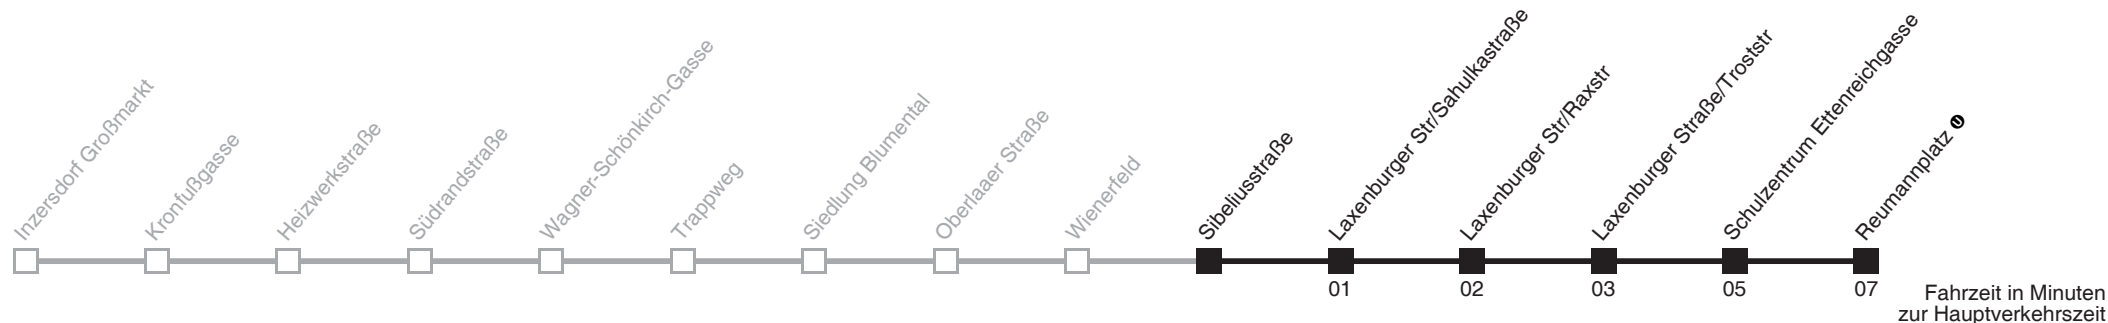 Inzersdorf Großmarkt
Kronfußgasse
Heizwerkstraße
Südrandstraße
Wagner-Schönkirch-Gasse
Trappweg
Siedlung Blumental
Oberlaaer Straße
Wienerfeld
Sibeliusstraße
Laxenburger Str/Sahulkastraße
Laxenburger Str/Raxstr
Laxenburger Straße/Troststr
Schulzentrum Ettenreichgasse
Reumannplatz U
01 02 03 05 07
Fahrzeit in Minuten
zur Hauptverkehrszeit